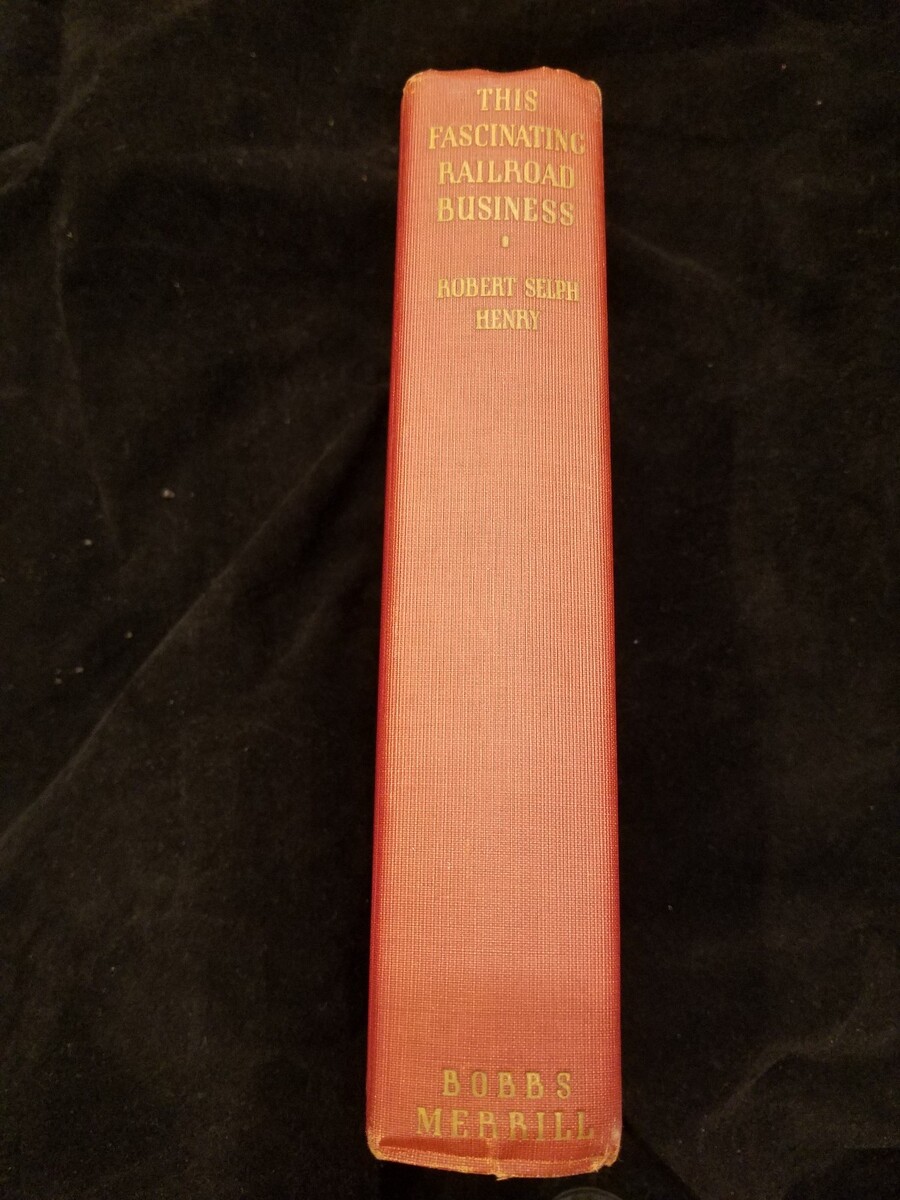 THIS
FASCINATING
RAILROAD
BUSINESS
ROBERT SELPH
HENRY
BOBBS
MERRILL